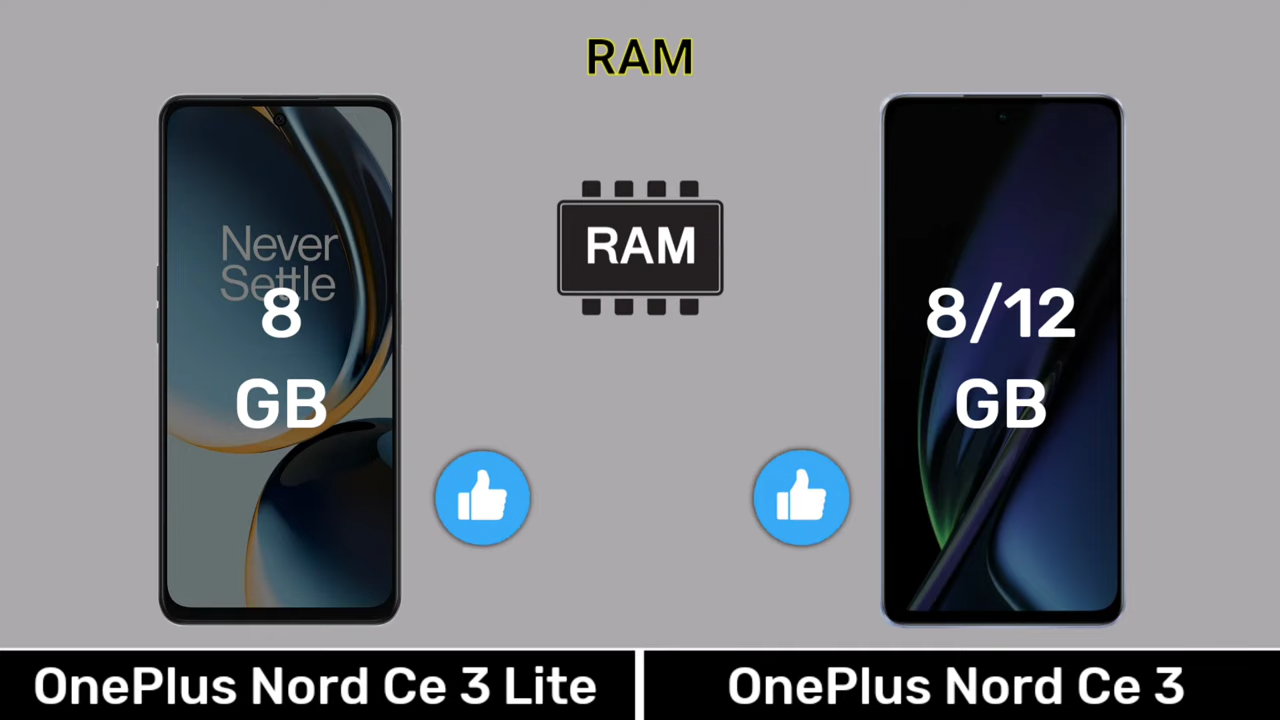 RAM
RAM
Never
Settle
8
GB
8/12
GB
OnePlus Nord Ce 3 Lite
OnePlus Nord Ce 3